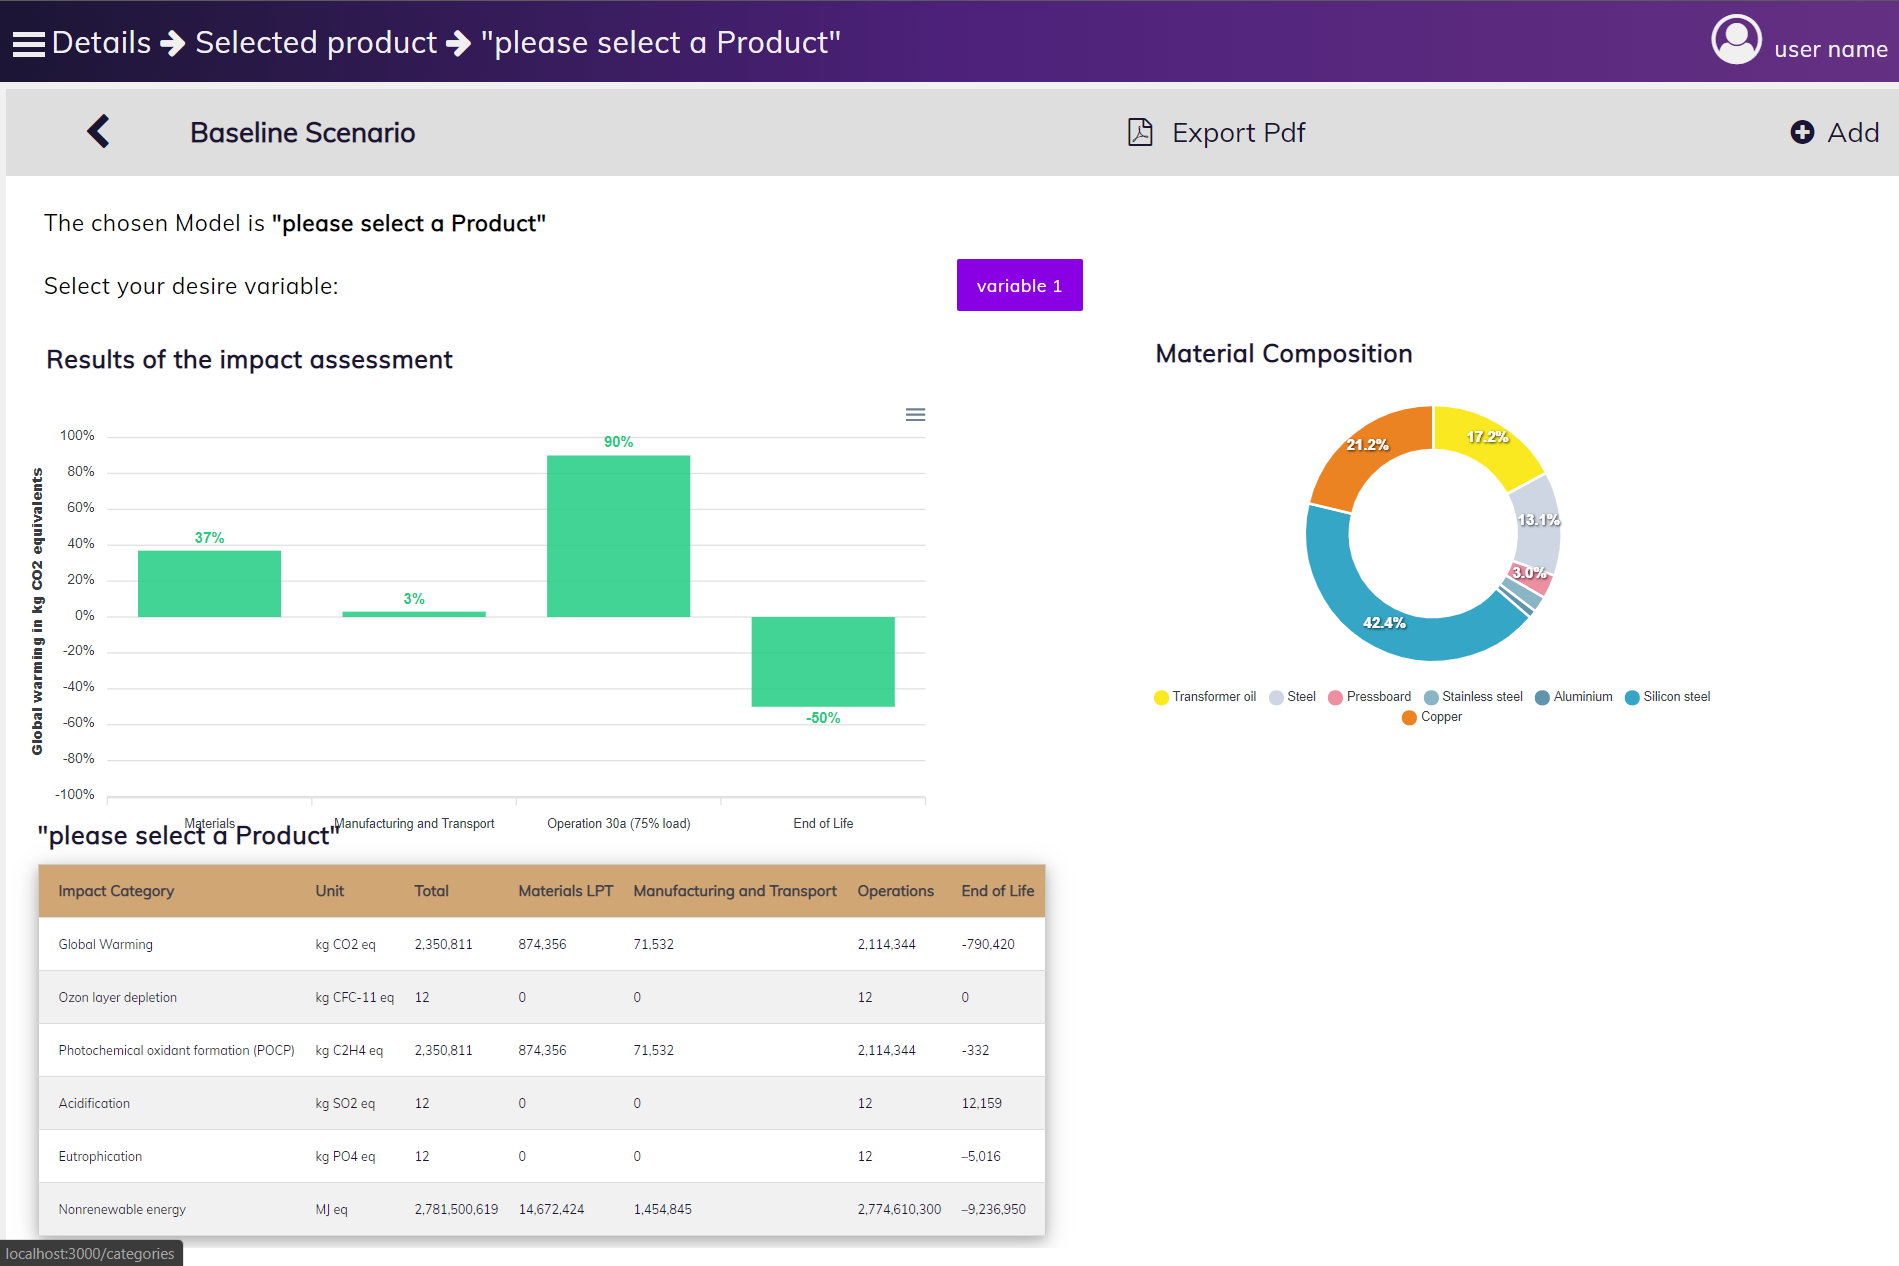 Details → Selected product → "please select a Product"
user name
Baseline Scenario
Export Pdf
Add
The chosen Model is "please select a Product"
Select your desire variable:
variable 1
Results of the impact assessment
Global warming in kg CO2 equivalents
100%
80%
60%
40%
20%
0%
-20%
-40%
-60%
-80%
-100%
37%
3%
90%
-50%
Materials
Manufacturing and Transport
Operation 30a (75% load)
End of Life
Material Composition
17.2%
13.1%
3.0%
42.4%
21.2%
Transformer oil Steel Pressboard Stainless steel Aluminium Silicon steel
Copper
"please select a Product"
Impact Category Unit Total Materials LPT Manufacturing and Transport Operations End of Life
Global Warming kg CO2 eq 2,350,811 874,356 71,532 2,114,344 -790,420
Ozon layer depletion kg CFC-11 eq 12 0 0 12 0
Photochemical oxidant formation (POCP) kg C2H4 eq 2,350,811 874,356 71,532 2,114,344 -332
Acidification kg SO2 eq 12 0 0 12 12,159
Eutrophication kg PO4 eq 12 0 0 12 –5,016
Nonrenewable energy MJ eq 2,781,500,619 14,672,424 1,454,845 2,774,610,300 –9,236,950
localhost:3000/categories